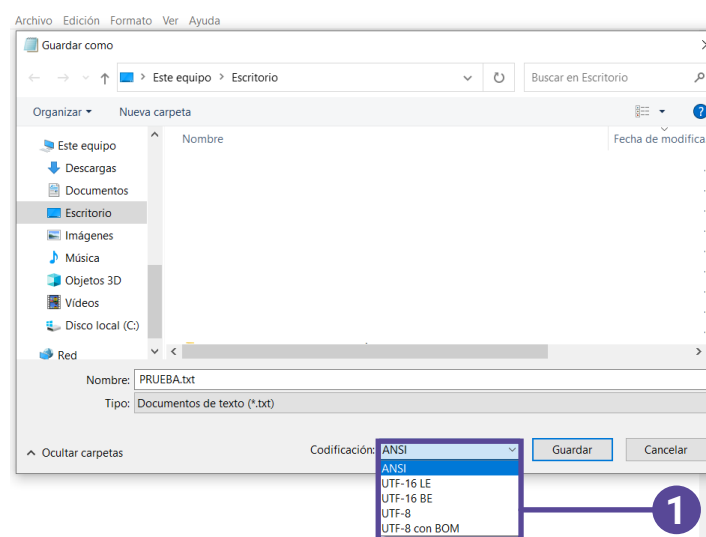 Archivo Edición Formato Ver Ayuda
Guardar como
Este equipo > Escritorio
Buscar en Escritorio
Organizar
Nueva carpeta
?
Nombre
Fecha de modifica
Este equipo
Descargas
Documentos
Escritorio
Imágenes
Música
Objetos 3D
Vídeos
Disco local (C:)
Red
Nombre: PRUEBA.txt
Tipo: Documentos de texto (*.txt)
Ocultar carpetas
Codificación: ANSI
Guardar
Cancelar
ANSI
UTF-16 LE
UTF-16 BE
UTF-8
UTF-8 con BOM
1